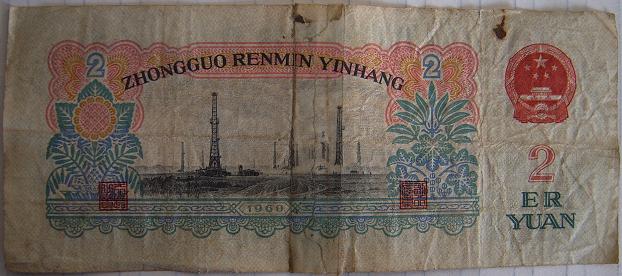 2
ZHONGGUO RENMIN YINHANG
2
1960
2
ER
YUAN